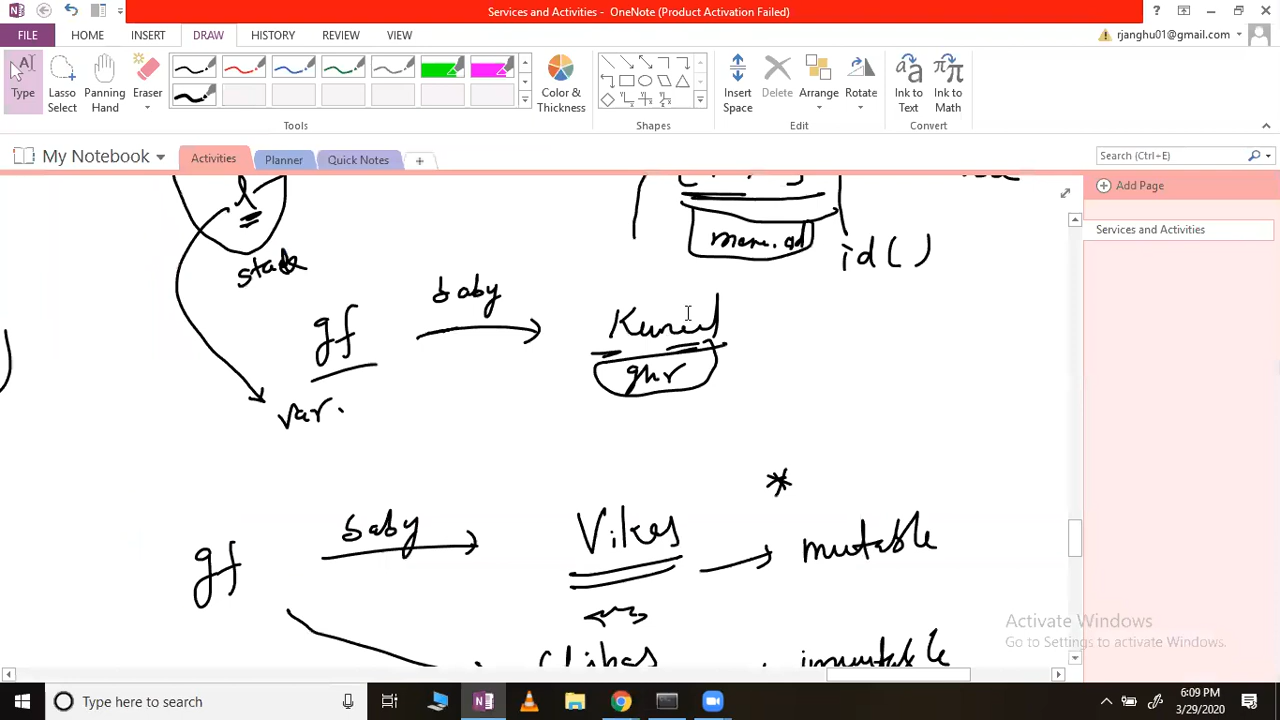 Services and Activities - OneNote (Product Activation Failed)
FILE HOME INSERT DRAW HISTORY REVIEW VIEW
rjanghu01@gmail.com
Type
Lasso Select
Panning Hand
Eraser
Color & Thickness
Insert Space
Delete
Arrange
Rotate
Ink to Text
Ink to Math
Tools Shapes Edit Convert
My Notebook Activities Planner Quick Notes
Search (Ctrl+E)
Add Page
Services and Activities
l
stack
mem. ad
id ( )
gf baby
ghr
var.
*
gf baby Vikas mutable
immutable
Activate Windows
Go to Settings to activate Windows.
Type here to search
6:09 PM
3/29/2020